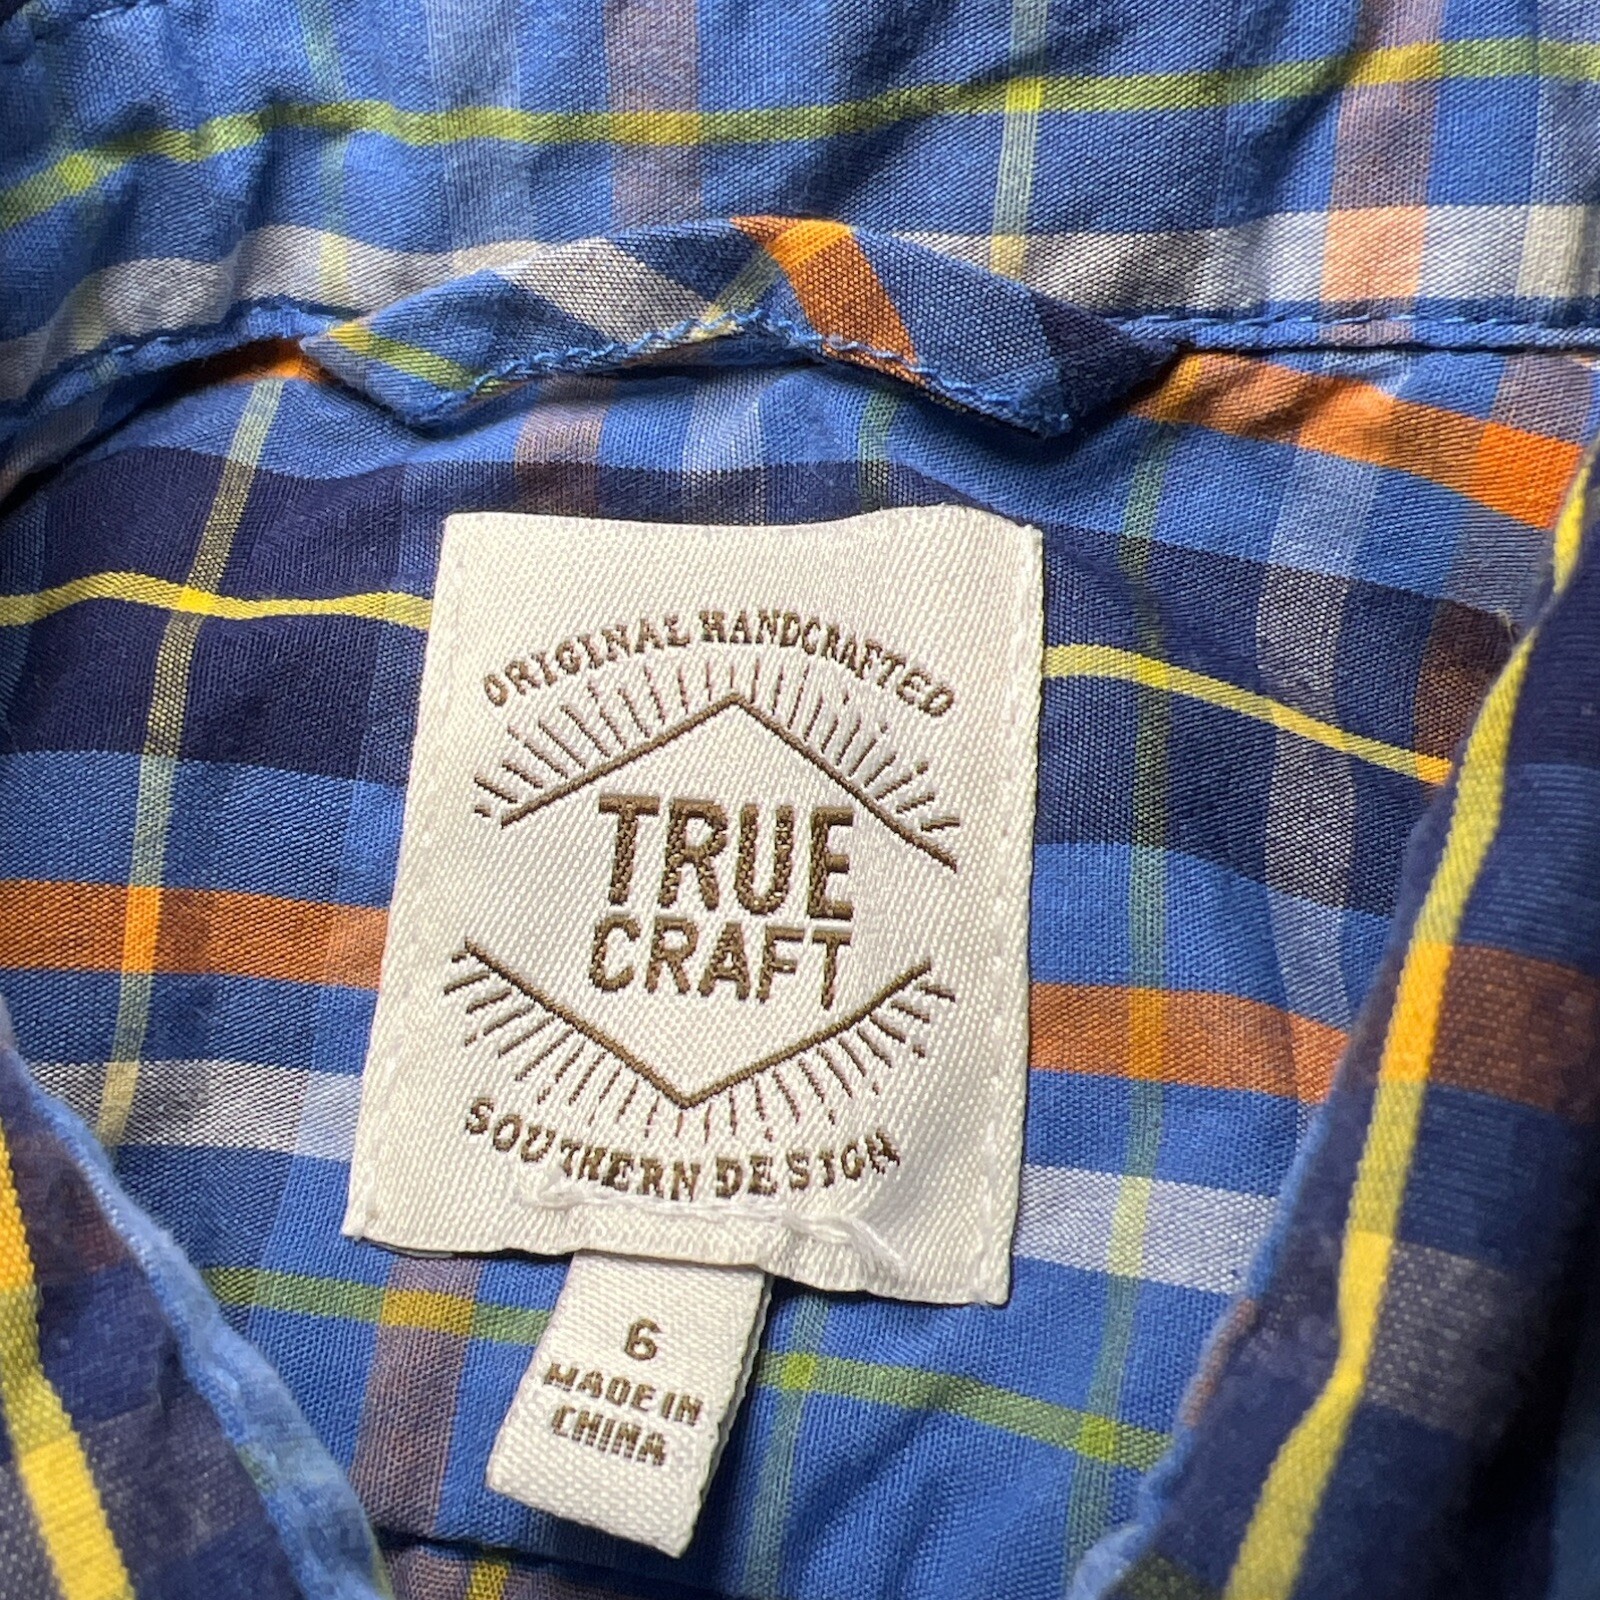 ORIGINAL HANDCRAFTED
TRUE
CRAFT
SOUTHERN DESIGN
6
MADE IN
CHINA